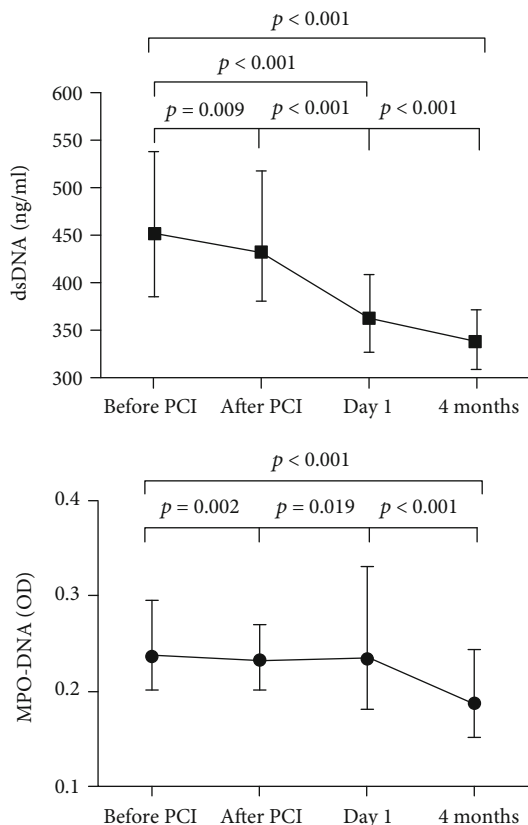 p < 0.001
p < 0.001
p = 0.009 p < 0.001 p < 0.001
600
550
500
450
400
350
300
dsDNA (ng/ml)
Before PCI After PCI Day 1 4 months
p < 0.001
p = 0.002 p = 0.019 p < 0.001
0.4
0.3
0.2
0.1
MPO-DNA (OD)
Before PCI After PCI Day 1 4 months